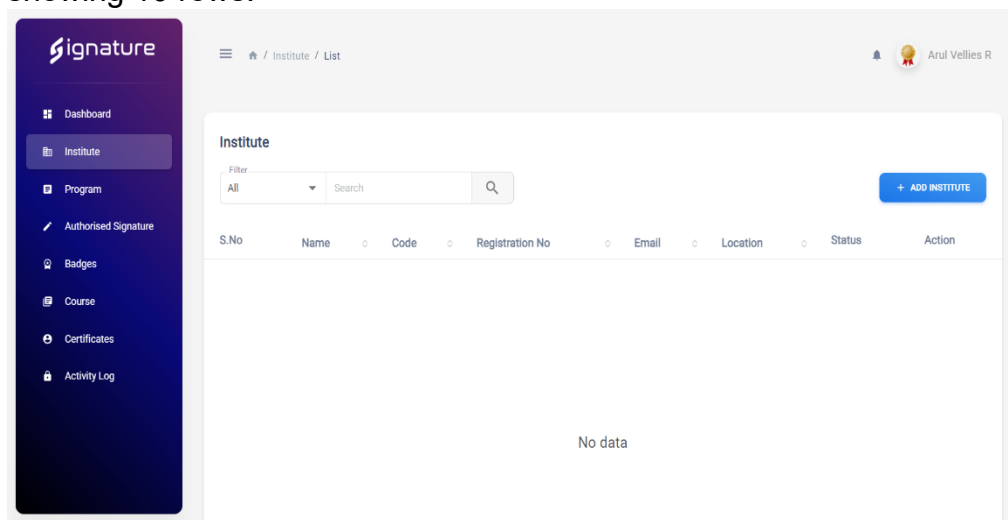 Signature
Institute / List
Arul Vellies R
Dashboard
Institute
Program
Authorised Signature
Badges
Course
Certificates
Activity Log
Institute
Filter
All
Search
+ ADD INSTITUTE
S.No Name Code Registration No Email Location Status Action
No data